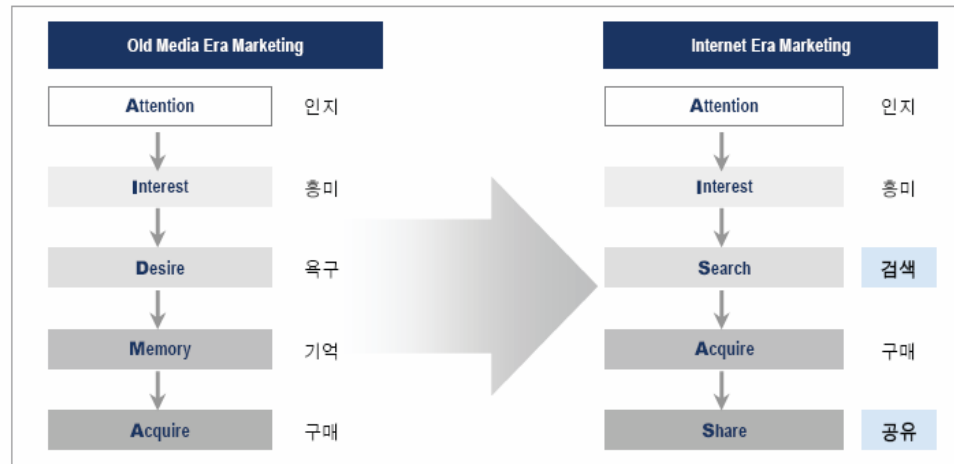 Old Media Era Marketing
Attention 인지
Interest 흥미
Desire 욕구
Memory 기억
Acquire 구매
Internet Era Marketing
Attention 인지
Interest 흥미
Search 검색
Acquire 구매
Share 공유